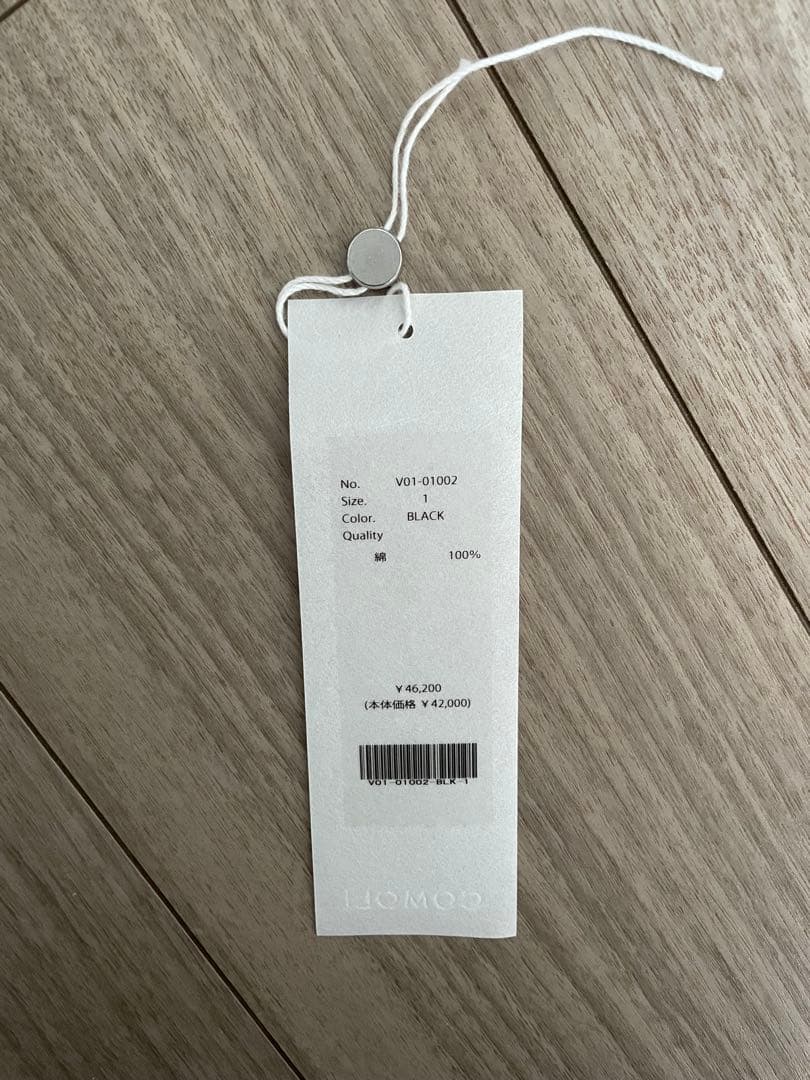 No. V01-01002
Size. 1
Color. BLACK
Quality
綿 100%
￥46,200
(本体価格 ￥42,000)
V01-01002-BLK-1